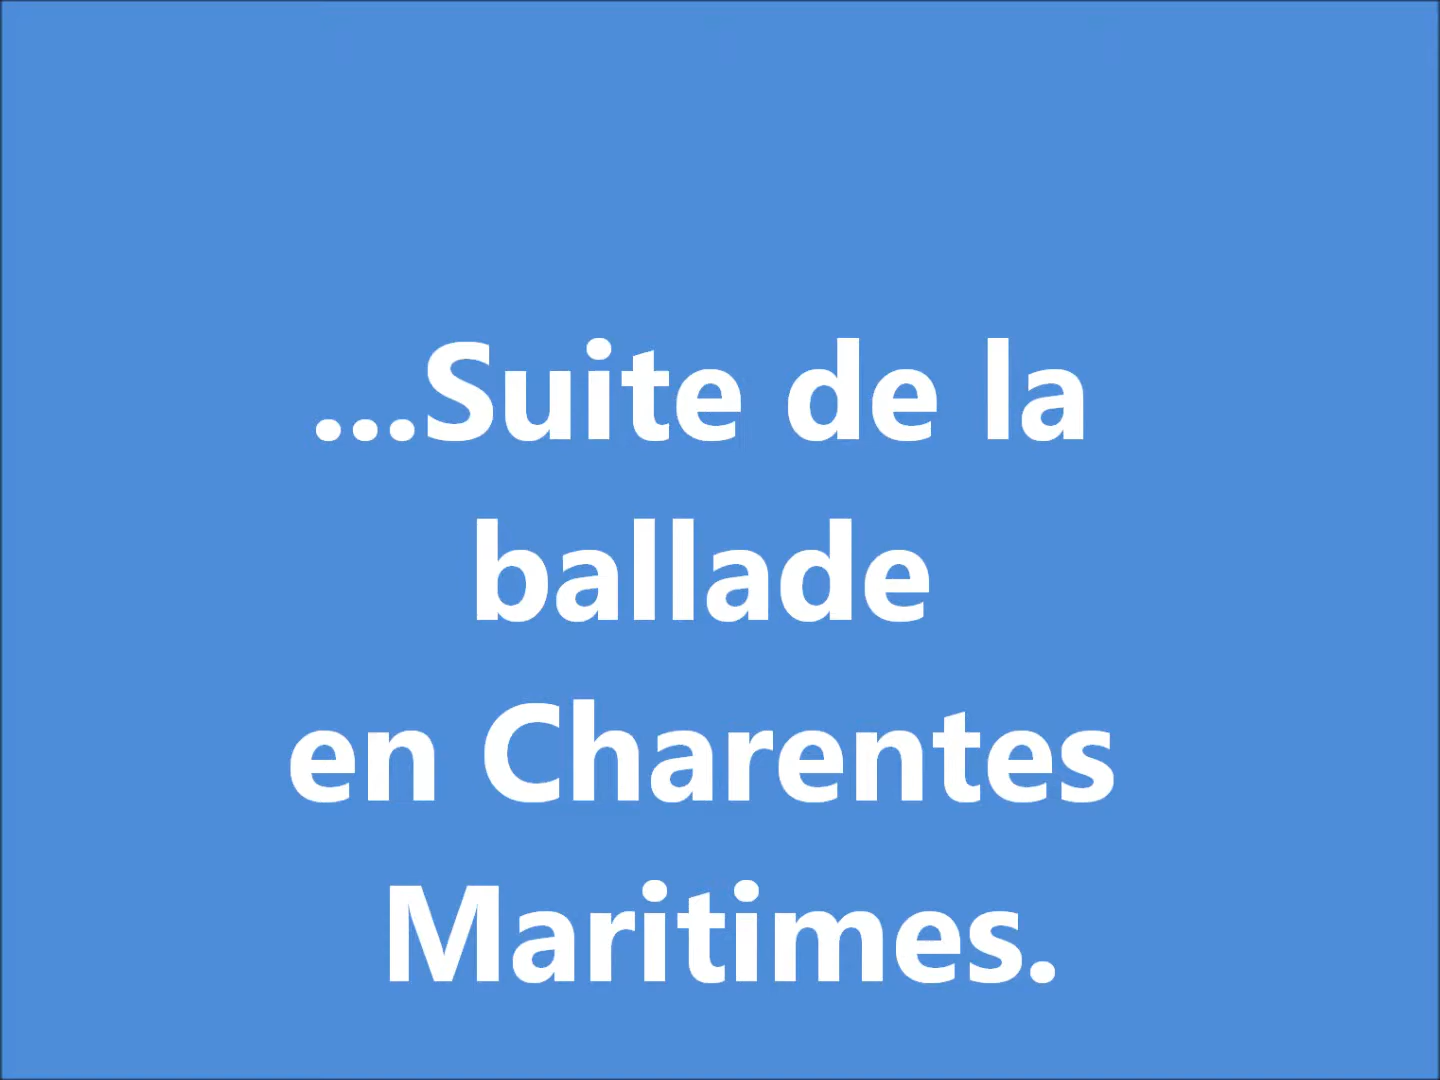 ...Suite de la
ballade
en Charentes
Maritimes.